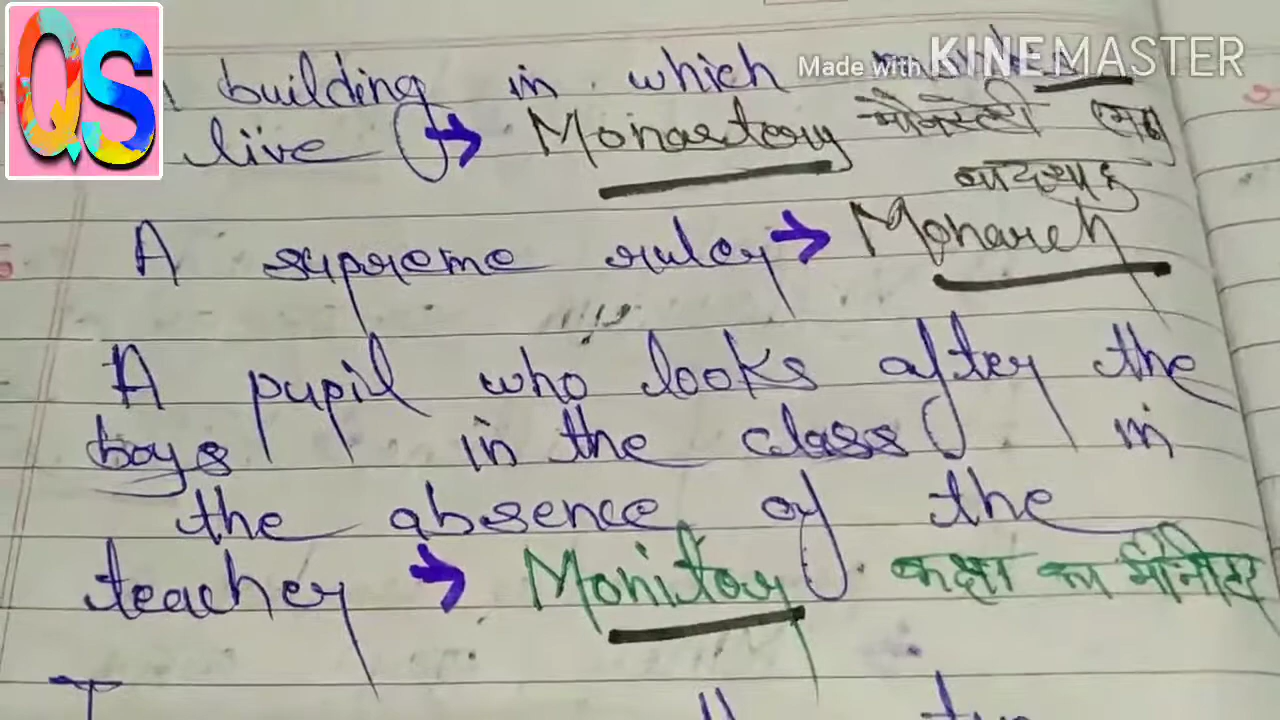 QS
Made with KINEMASTER
building in which
live → Monastory मोनेस्ट्री
बादशाह
A supreme ruler → Monarch
A pupil who looks after the
boys in the class in
the absence of the
teacher → Monitor कक्षा का मॉनीटर